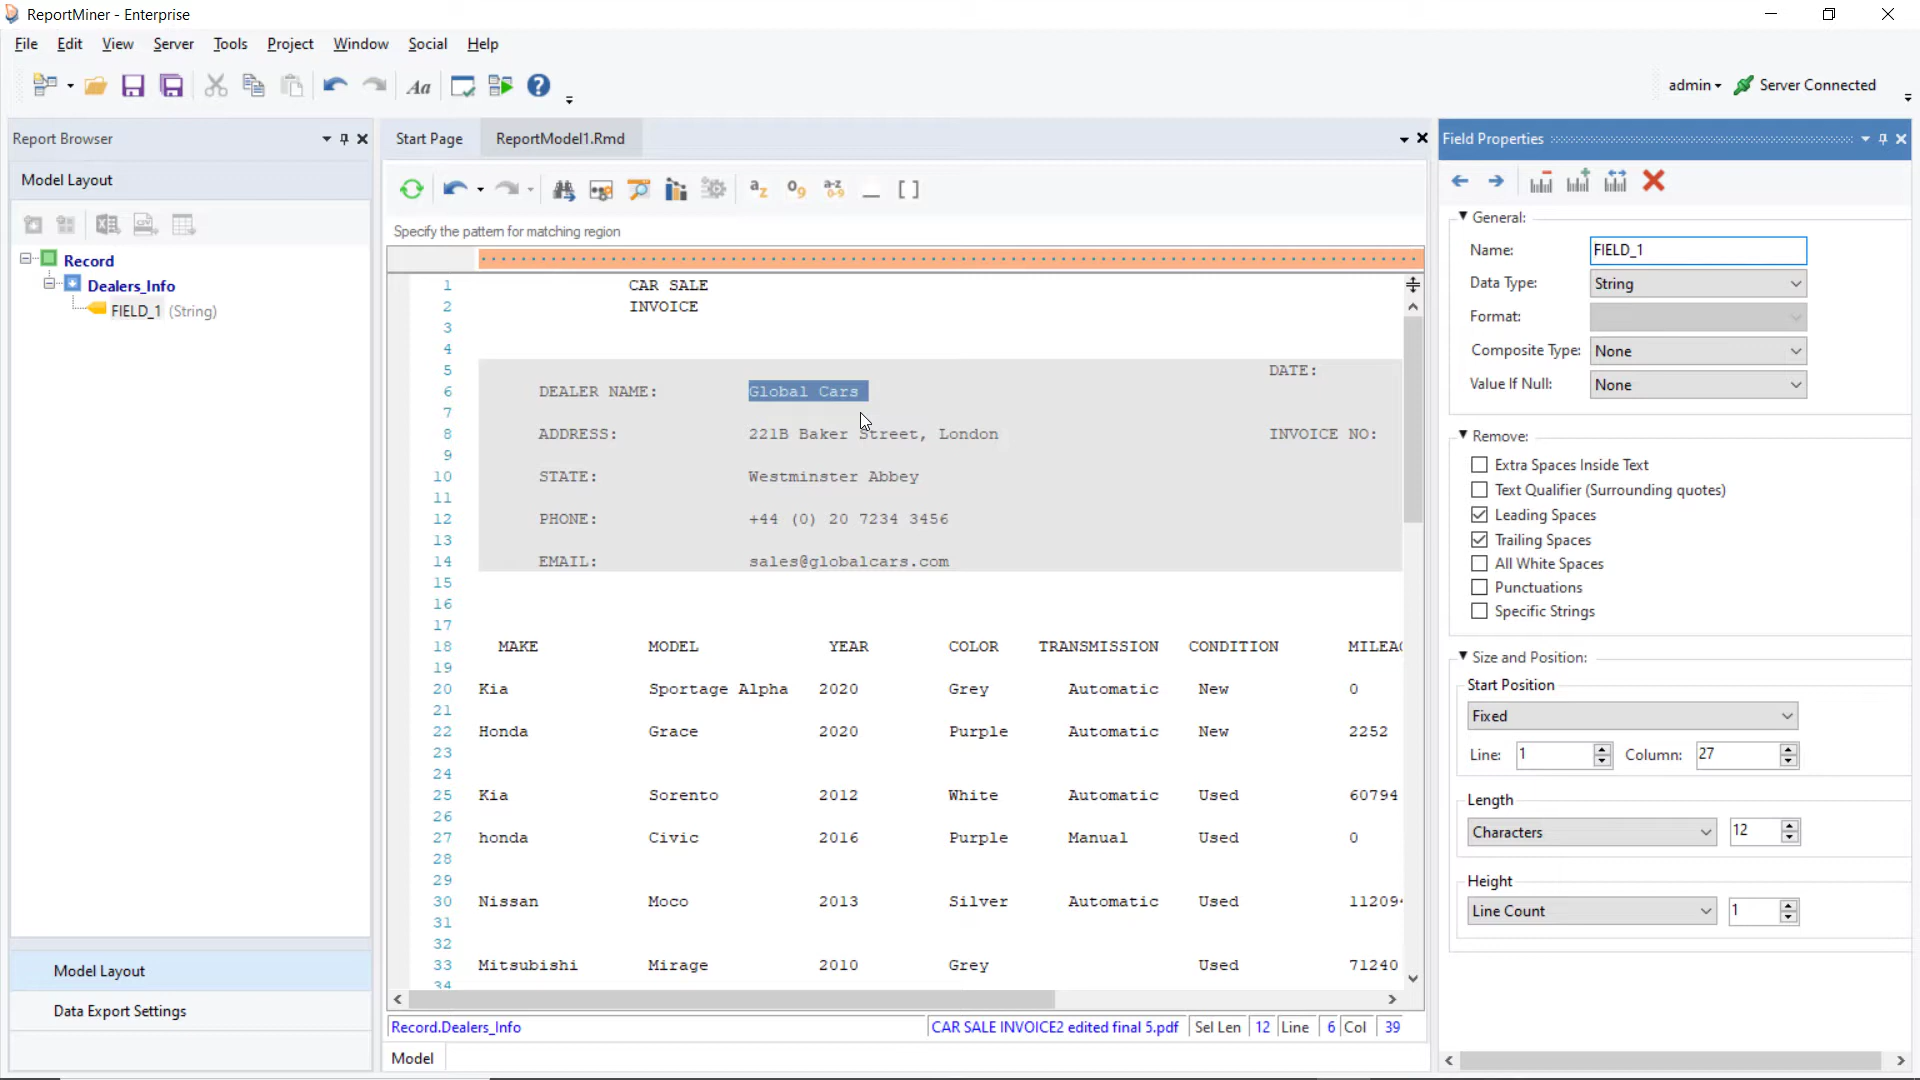 ReportMiner - Enterprise
File Edit View Server Tools Project Window Social Help
Aa admin Server Connected
Report Browser
Model Layout
Record
Dealers_Info
FIELD_1 (String)
Model Layout
Data Export Settings
Start Page ReportModel1.Rmd
a z 0 9 a-z 0-9 [ ]
Specify the pattern for matching region
1 CAR SALE
2 INVOICE
3
4
5 DATE:
6 DEALER NAME: Global Cars
7
8 ADDRESS: 221B Baker Street, London INVOICE NO:
9
10 STATE: Westminster Abbey
11
12 PHONE: +44 (0) 20 7234 3456
13
14 EMAIL: sales@globalcars.com
15
16
17
18 MAKE MODEL YEAR COLOR TRANSMISSION CONDITION
19
20 Kia Sportage Alpha 2020 Grey Automatic New 0
21
22 Honda Grace 2020 Purple Automatic New 2252
23
24
25 Kia Sorento 2012 White Automatic Used 60794
26
27 honda Civic 2016 Purple Manual Used 0
28
29
30 Nissan Moco 2013 Silver Automatic Used
31
32
33 Mitsubishi Mirage 2010 Grey Used 71240
34
Record.Dealers_Info CAR SALE INVOICE2 edited final 5.pdf Sel Len 12 Line 6 Col 39
Model
Field Properties
General:
Name: FIELD_1
Data Type: String
Format:
Composite Type: None
Value If Null: None
Remove:
Extra Spaces Inside Text
Text Qualifier (Surrounding quotes)
Leading Spaces
Trailing Spaces
All White Spaces
Punctuations
Specific Strings
Size and Position:
Start Position
Fixed
Line: 1 Column: 27
Length
Characters 12
Height
Line Count 1